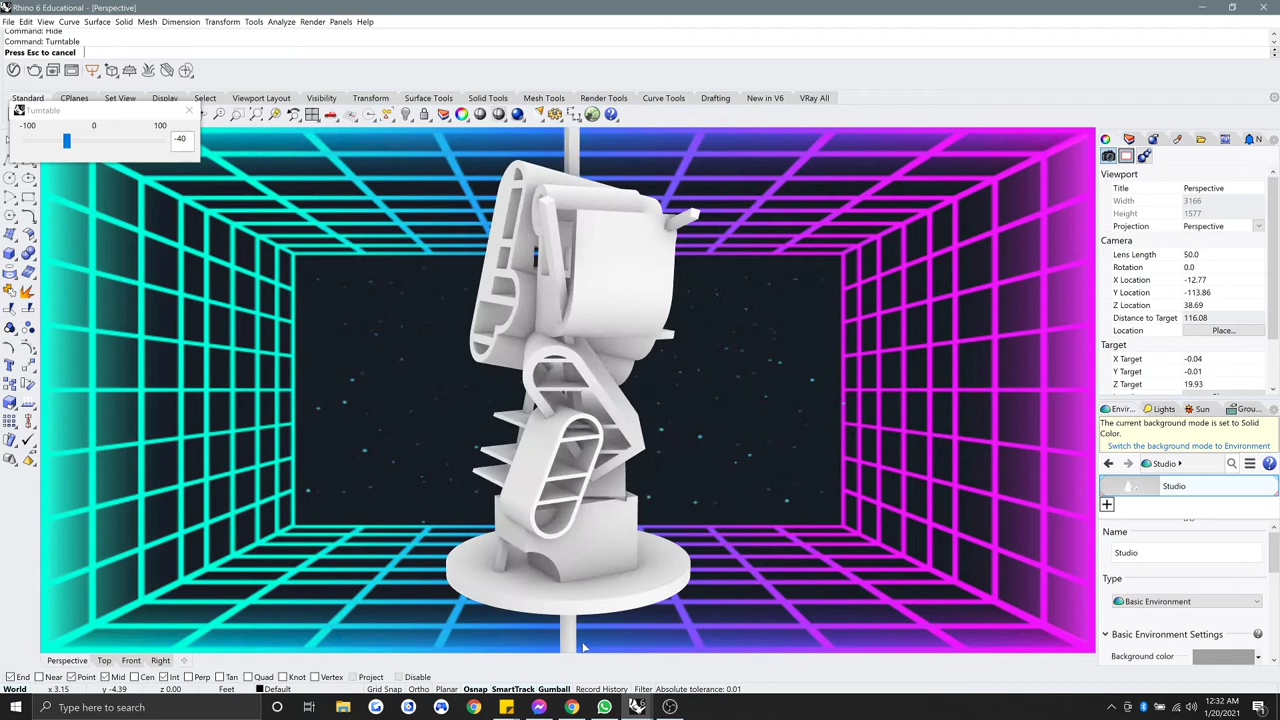 Rhino 6 Educational - [Perspective]
File Edit View Curve Surface Solid Mesh Dimension Transform Tools Analyze Render Panels Help
Command: Hide
Command: Turntable
Press Esc to cancel
Standard CPlanes Set View Display Select Viewport Layout Visibility Transform Surface Tools Solid Tools Mesh Tools Render Tools Curve Tools Drafting New in V6 VRay All
Turntable
-100 0 100
-40
Viewport
Title Perspective
Width 3166
Height 1577
Projection Perspective
Camera
Lens Length 50.0
Rotation 0.0
X Location -12.77
Y Location -113.86
Z Location 38.69
Distance to Target 116.08
Location Place...
Target
X Target -0.04
Y Target -0.01
Z Target 19.93
Envir... Lights Sun Grou...
The current background mode is set to Solid
Color.
Switch the background mode to Environment
Studio
Studio
Name
Studio
Type
Basic Environment
Basic Environment Settings
Background color
Perspective Top Front Right
End Near Point Mid Cen Int Perp Tan Quad Knot Vertex Project Disable
World x 3.15 y -4.39 z 0.00 Feet Default Grid Snap Ortho Planar Osnap SmartTrack Gumball Record History Filter Absolute tolerance: 0.01
Type here to search
12:32 AM
1/20/2021